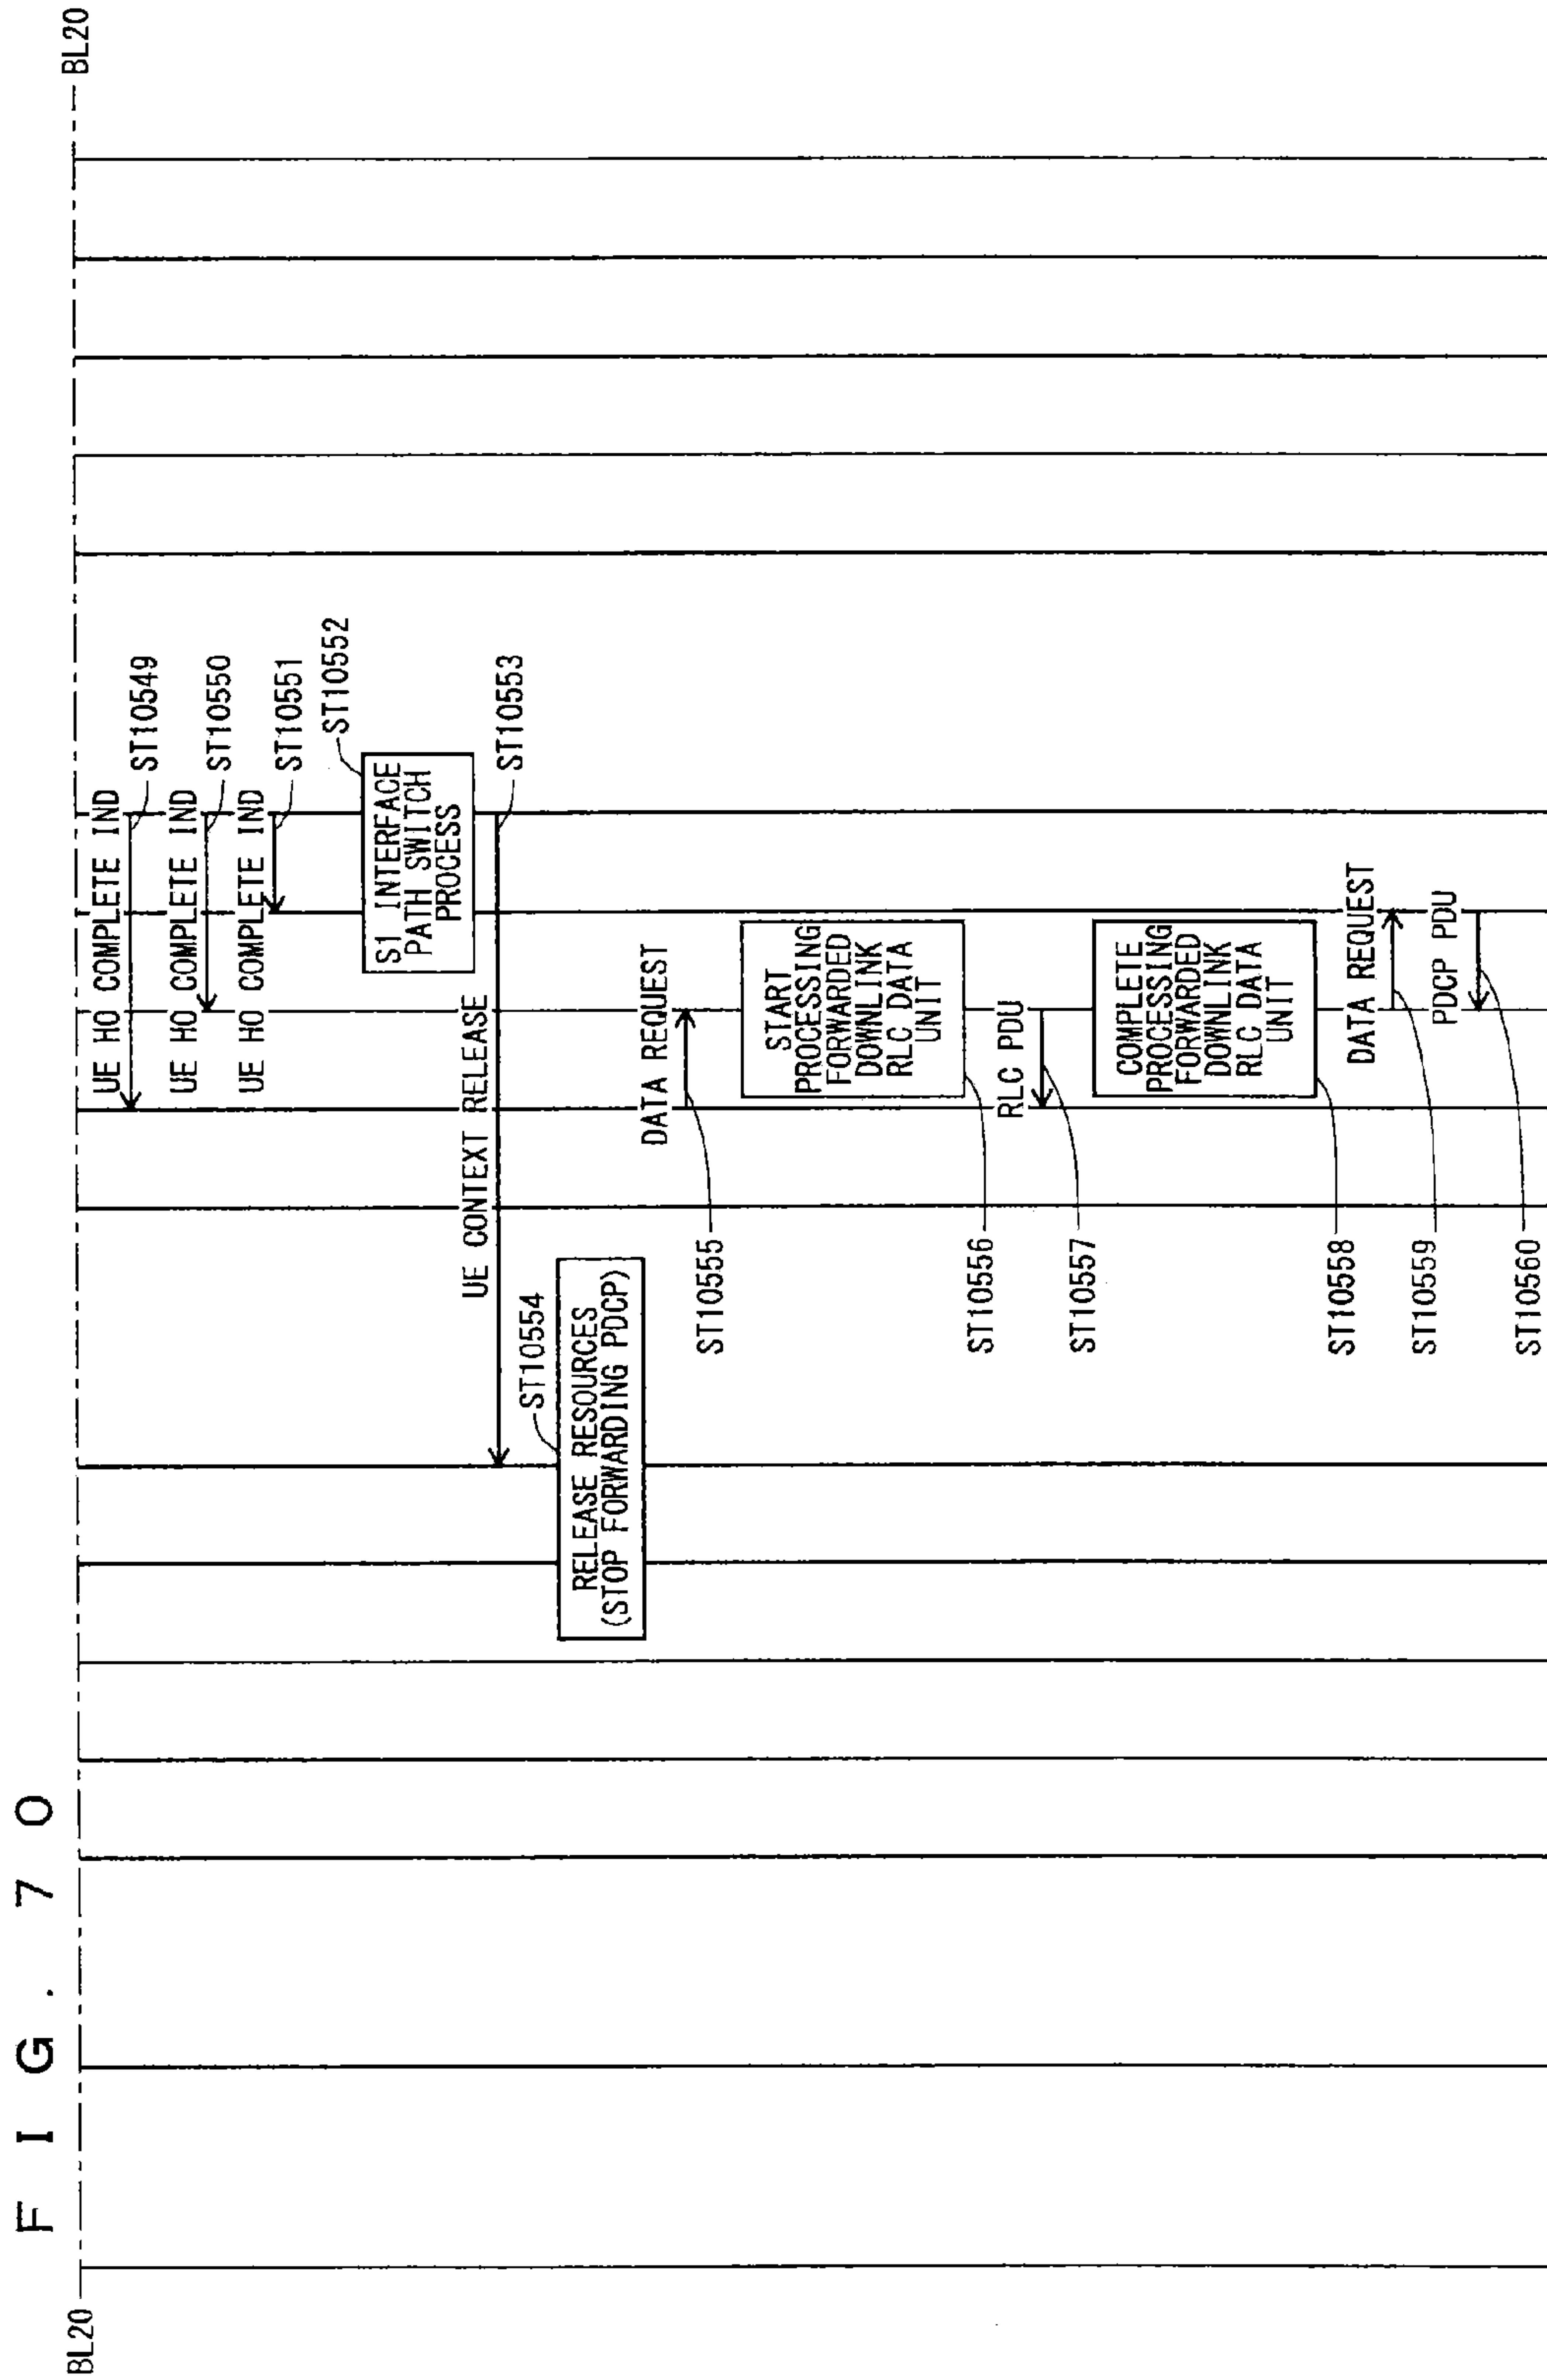 FIG. 70
BL20
BL20
UE HO COMPLETE IND
ST10549
UE HO COMPLETE IND
ST10550
UE HO COMPLETE IND
ST10551
S1 INTERFACE
PATH SWITCH
PROCESS
ST10552
UE CONTEXT RELEASE
ST10553
ST10554
RELEASE RESOURCES
(STOP FORWARDING PDCP)
DATA REQUEST
ST10555
START
PROCESSING
FORWARDED
DOWNLINK
RLC DATA
UNIT
ST10556
RLC PDU
ST10557
COMPLETE
PROCESSING
FORWARDED
DOWNLINK
RLC DATA
UNIT
ST10558
DATA REQUEST
ST10559
PDCP PDU
ST10560